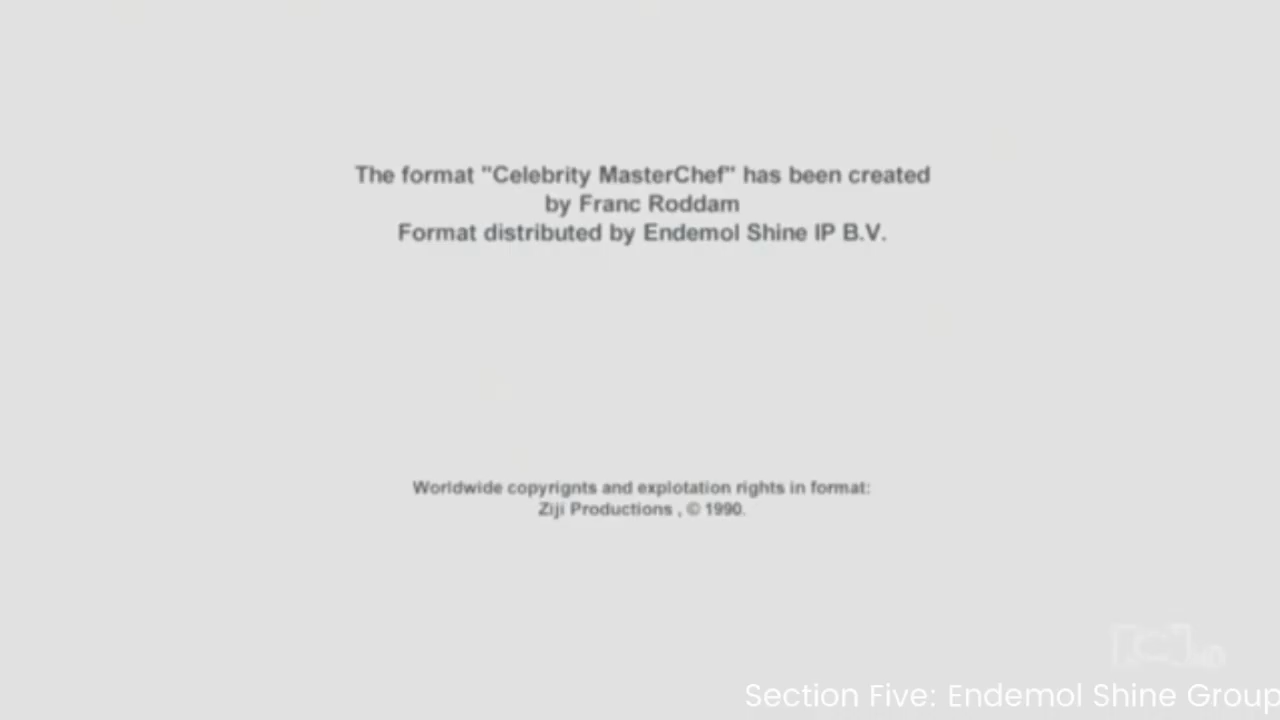 The format "Celebrity MasterChef" has been created
by Franc Roddam
Format distributed by Endemol Shine IP B.V.
Worldwide copyrignts and explotation rights in format:
Ziji Productions , © 1990.
Section Five: Endemol Shine Group